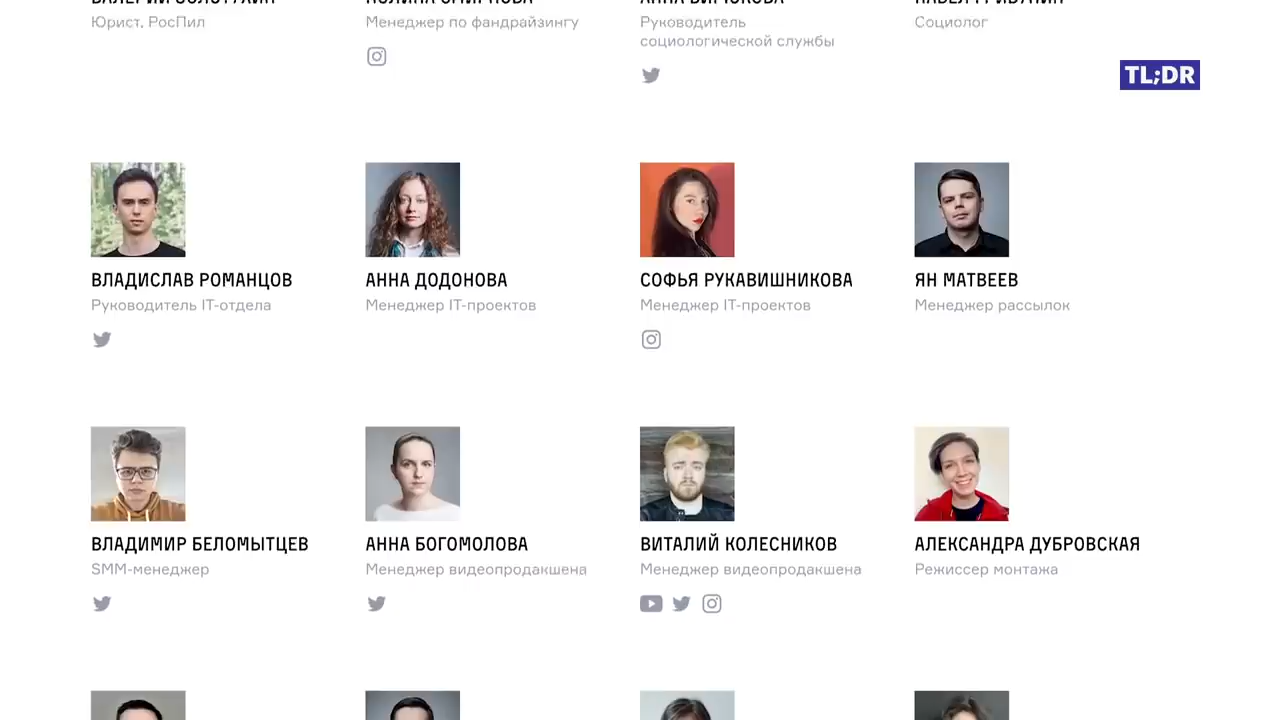 Юрист, РосПил
Менеджер по фандрайзингу
Руководитель
социологической службы
Социолог
TL;DR
ВЛАДИСЛАВ РОМАНЦОВ
Руководитель IT-отдела
АННА ДОДОНОВА
Менеджер IT-проектов
СОФЬЯ РУКАВИШНИКОВА
Менеджер IT-проектов
ЯН МАТВЕЕВ
Менеджер рассылок
ВЛАДИМИР БЕЛОМЫТЦЕВ
SMM-менеджер
АННА БОГОМОЛОВА
Менеджер видеопродакшена
ВИТАЛИЙ КОЛЕСНИКОВ
Менеджер видеопродакшена
АЛЕКСАНДРА ДУБРОВСКАЯ
Режиссер монтажа